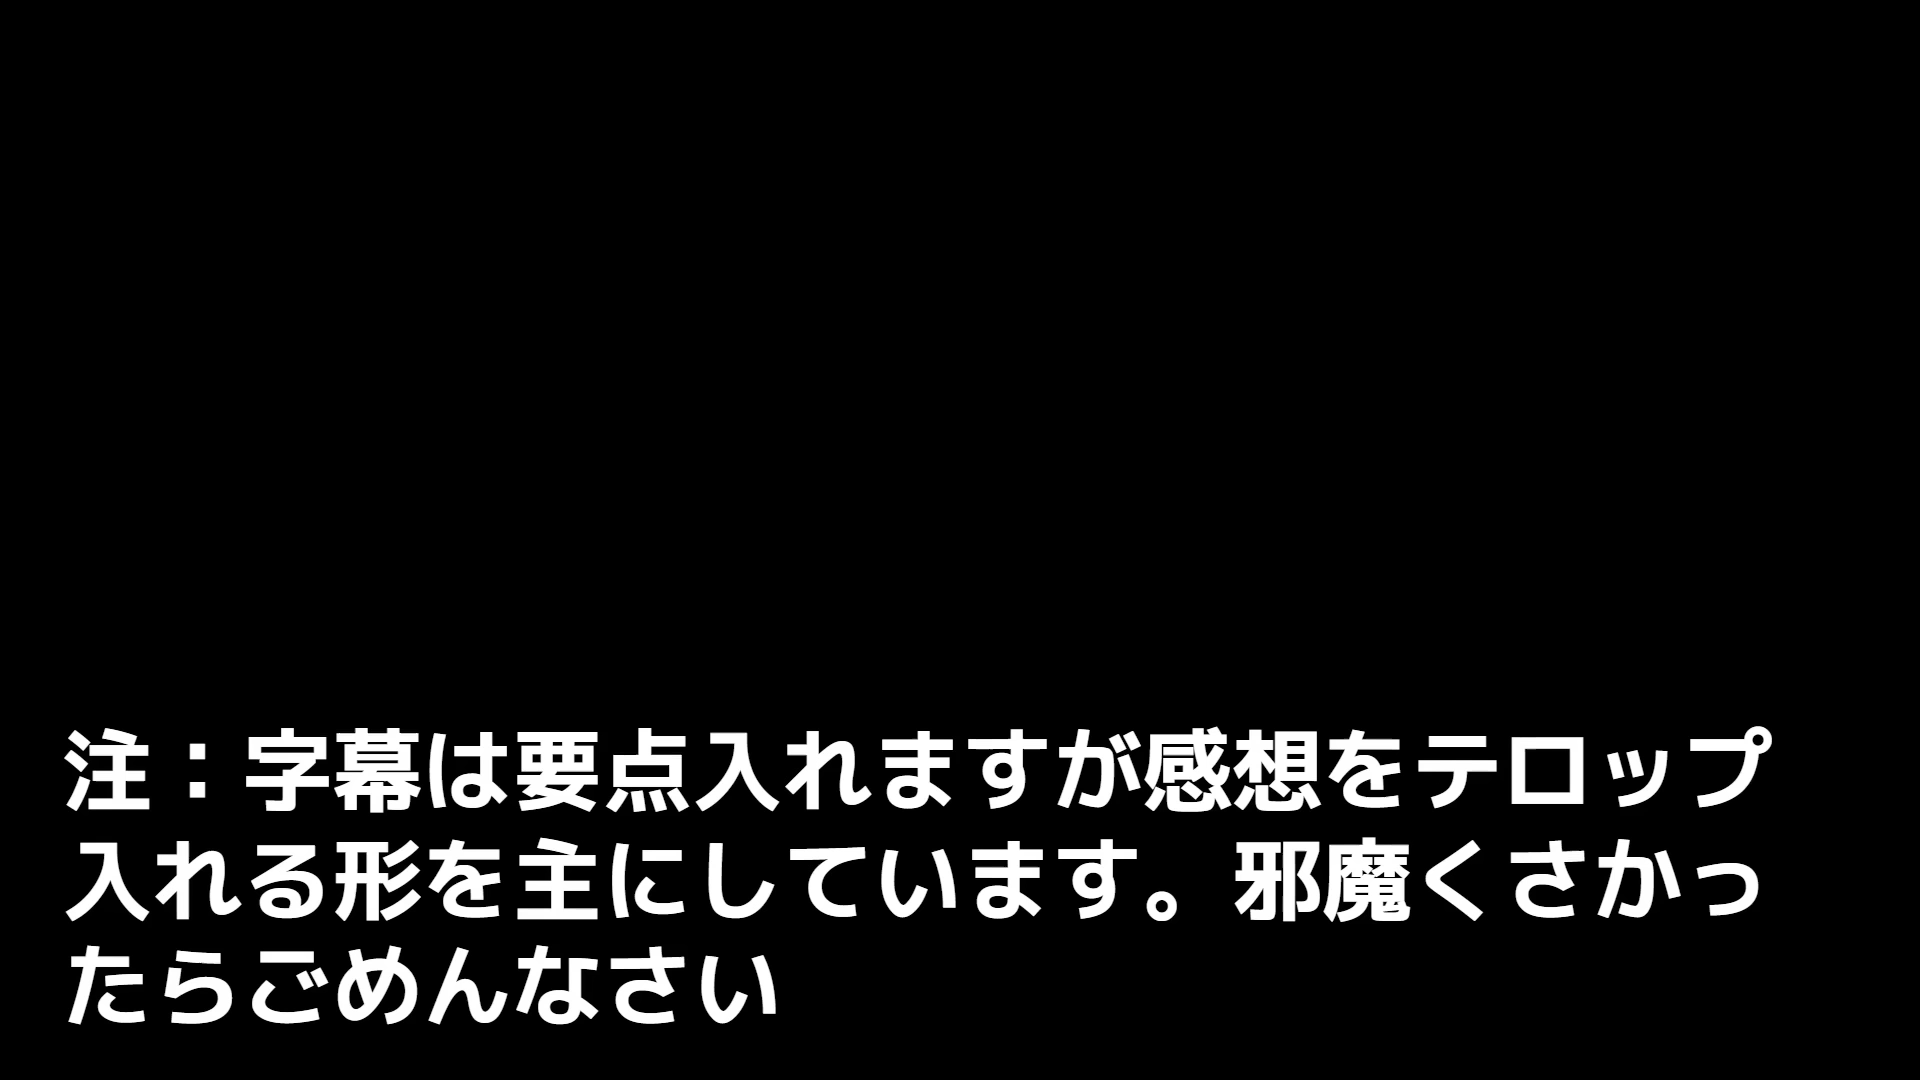 注：字幕は要点入れますが感想をテロップ
入れる形を主にしています。邪魔くさかっ
たらごめんなさい